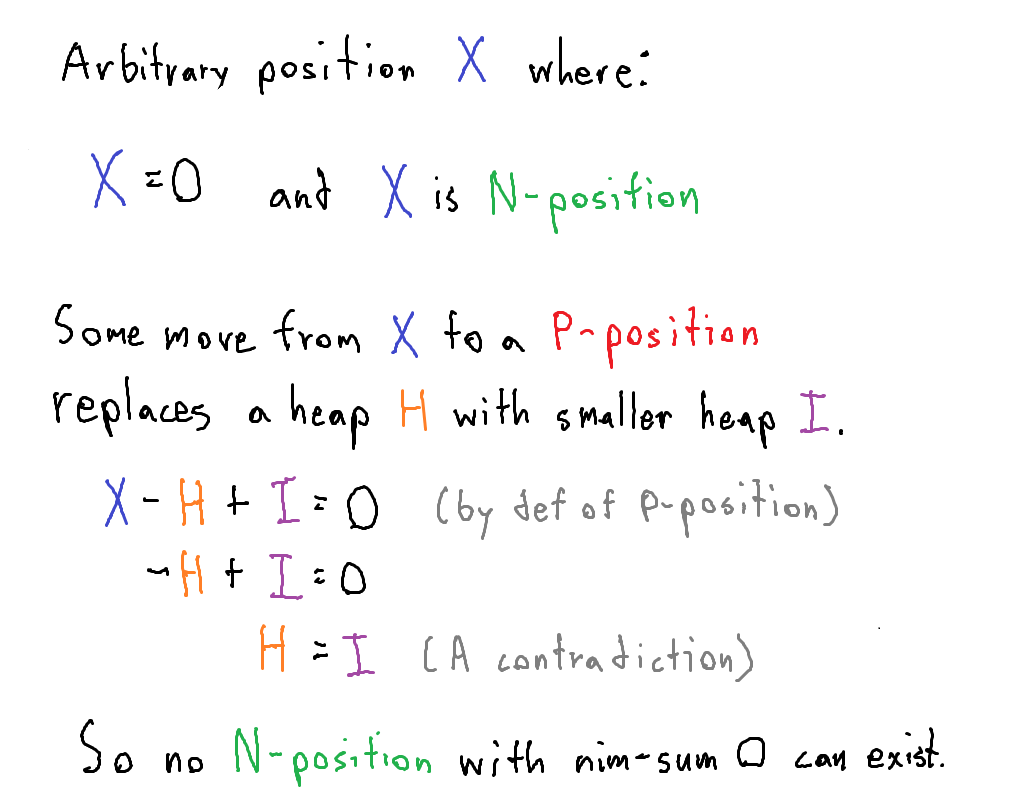 Arbitrary position X where:
X = 0 and X is N-position
Some move from X to a P-position
replaces a heap H with smaller heap I.
X - H + I = 0 (by def of P-position)
- H + I = 0
H = I (A contradiction)
So no N-position with nim-sum 0 can exist.